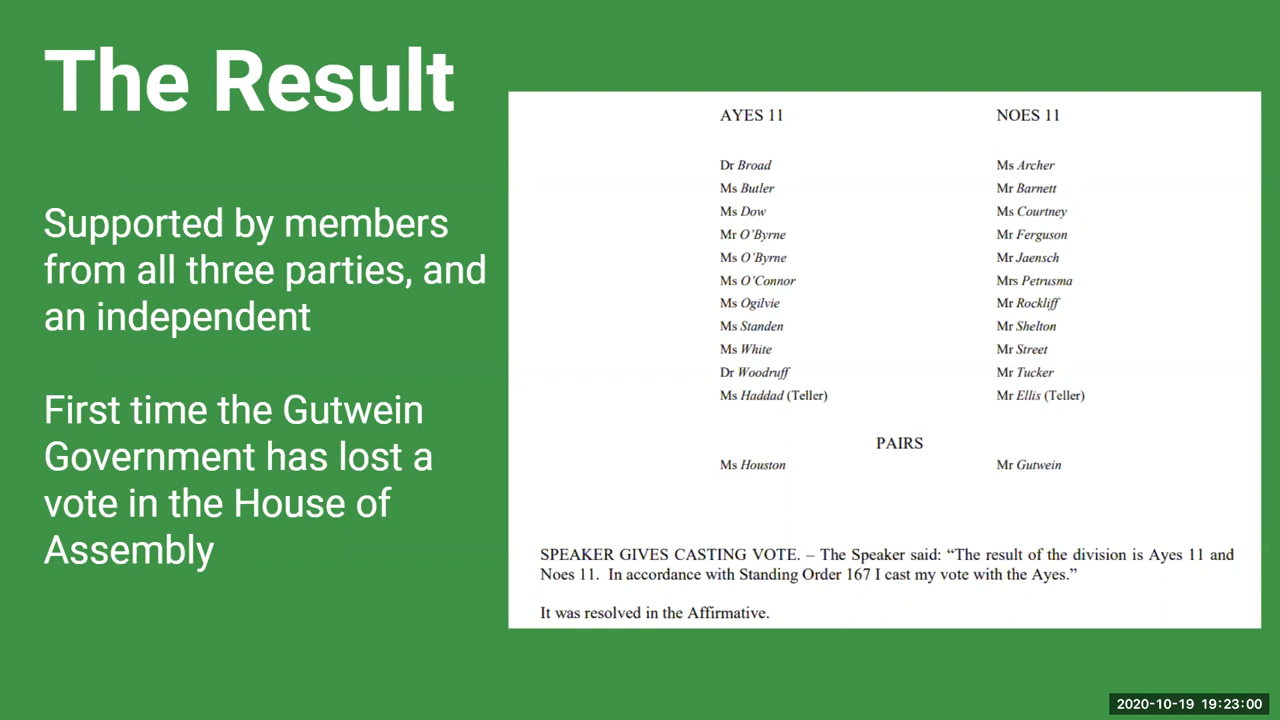 The Result
Supported by members
from all three parties, and
an independent
First time the Gutwein
Government has lost a
vote in the House of
Assembly
AYES 11 NOES 11
Dr Broad Ms Archer
Ms Butler Mr Barnett
Ms Dow Ms Courtney
Mr O’Byrne Mr Ferguson
Ms O’Byrne Mr Jaensch
Ms O’Connor Mrs Petrusma
Ms Ogilvie Mr Rockliff
Ms Standen Mr Shelton
Ms White Mr Street
Dr Woodruff Mr Tucker
Ms Haddad (Teller) Mr Ellis (Teller)
PAIRS
Ms Houston Mr Gutwein
SPEAKER GIVES CASTING VOTE. – The Speaker said: “The result of the division is Ayes 11 and
Noes 11. In accordance with Standing Order 167 I cast my vote with the Ayes.”
It was resolved in the Affirmative.
2020-10-19 19:23:00